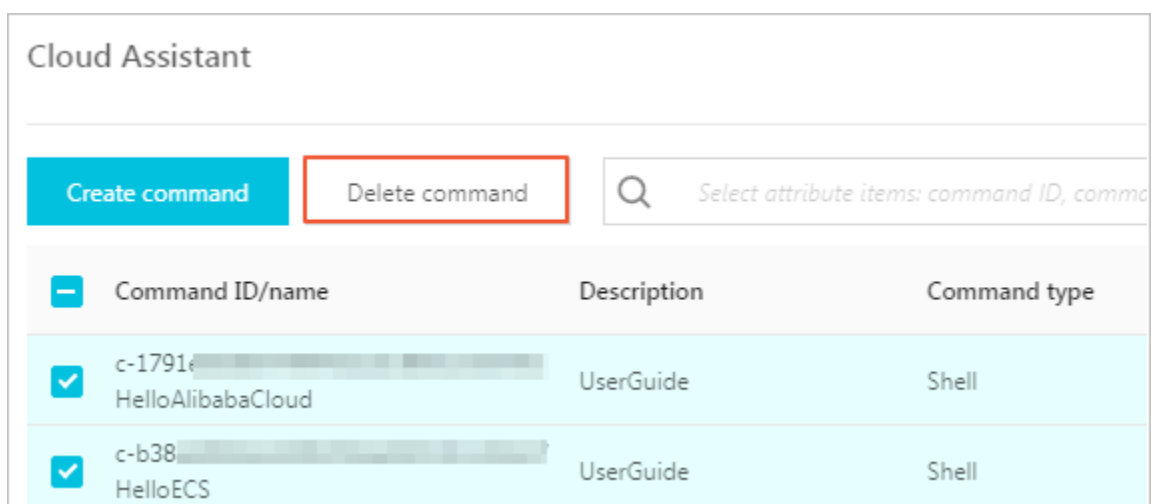 Cloud Assistant
Create command
Delete command
Select attribute items: command ID, comma
Command ID/name
Description
Command type
c-1791
HelloAlibabaCloud
UserGuide
Shell
c-b38
HelloECS
UserGuide
Shell